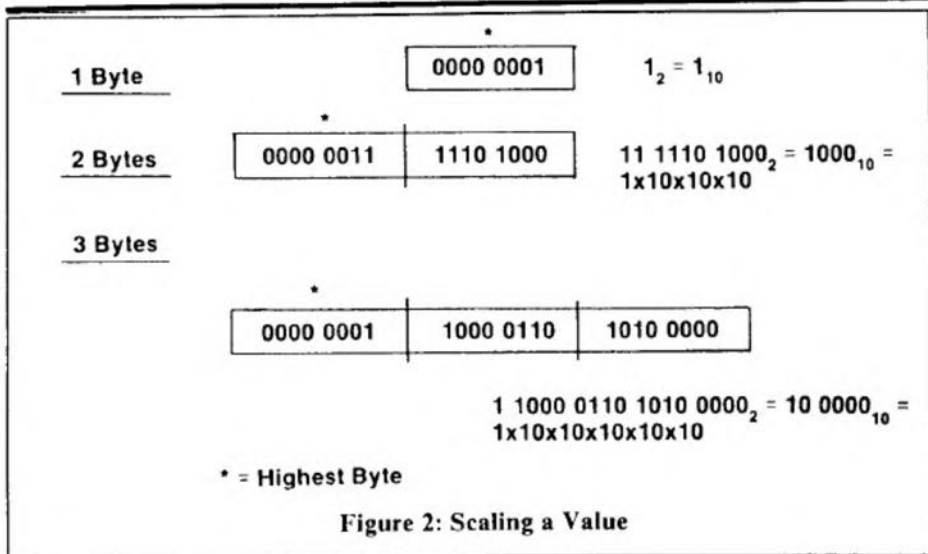 *
1 Byte 0000 0001 1₂ = 1₁₀
*
2 Bytes 0000 0011 1110 1000 11 1110 1000₂ = 1000₁₀ =
1x10x10x10
3 Bytes
*
0000 0001 1000 0110 1010 0000
1 1000 0110 1010 0000₂ = 10 0000₁₀ =
1x10x10x10x10x10
* = Highest Byte
Figure 2: Scaling a Value